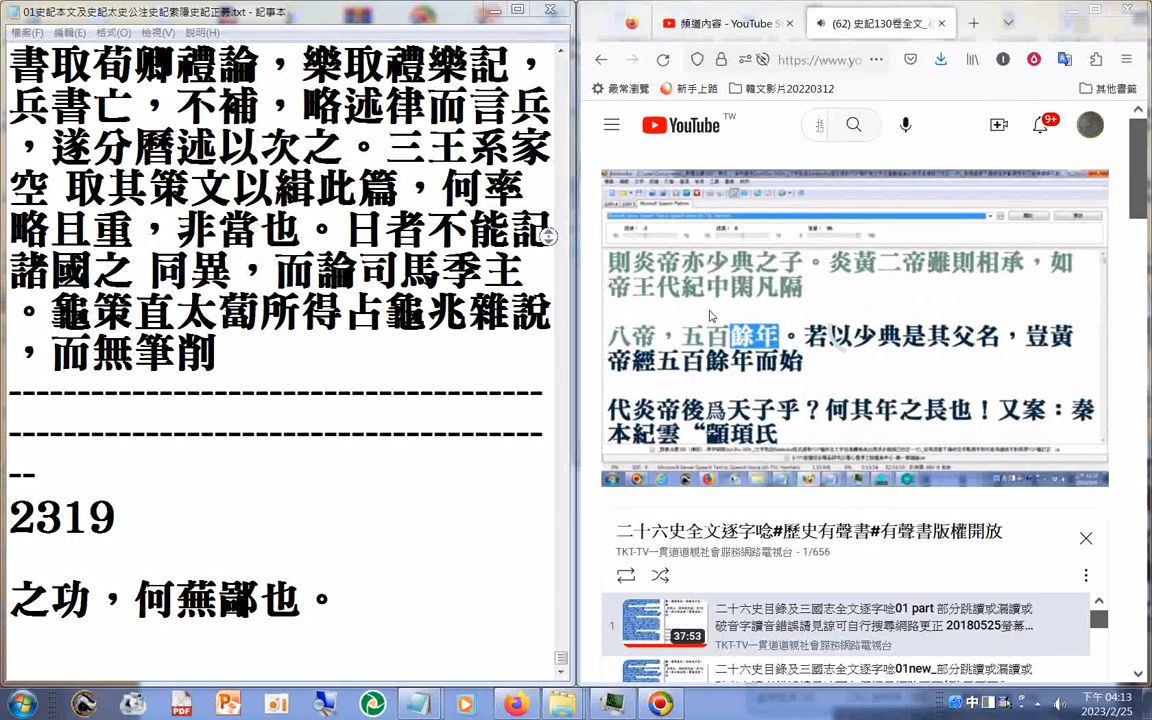 01史記本文及史記太史公注史記索隱史記正義.txt - 記事本
檔案(F) 編輯(E) 格式(O) 檢視(V) 說明(H)
書取荀卿禮論，樂取禮樂記，
兵書亡，不補，略述律而言兵
，遂分曆述以次之。三王系家
空 取其策文以緝此篇，何率
略且重，非當也。日者不能記
諸國之 同異，而論司馬季主
。龜策直太蔔所得占龜兆雜說
，而無筆削
---------------------------------------
---------------------------------------
--
2319
之功，何蕪鄙也。
頻道內容 - YouTube S
(62) 史記130卷全文_
https://www.yo
最常瀏覽 新手上路 韓文影片20220312 其他書籤
YouTube TW
9+
則炎帝亦少典之子。炎黃二帝雖則相承，如
帝王代紀中閑凡隔
八帝，五百餘年。若以少典是其父名，豈黃
帝經五百餘年而始
代炎帝後爲天子乎？何其年之長也！又案：秦
本紀雲“顓頊氏
二十六史全文逐字唸#歷史有聲書#有聲書版權開放
TKT-TV一貫道道親社會服務網路電視台 - 1/656
1
37:53
二十六史目錄及三國志全文逐字唸01 part 部分跳讀或漏讀或
破音字讀音錯誤請見諒可自行搜尋網路更正 20180525螢幕...
TKT-TV一貫道道親社會服務網路電視台
二十六史目錄及三國志全文逐字唸01new_部分跳讀或漏讀或
中
下午 04:13
2023/2/25